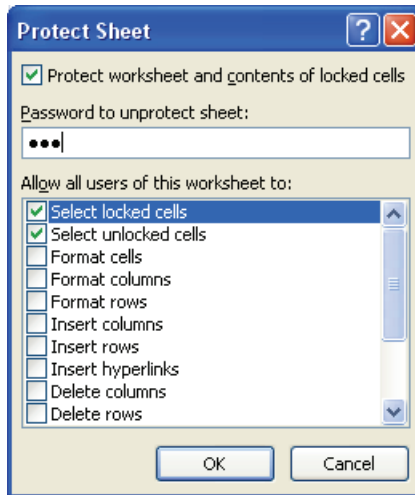 Protect Sheet
Protect worksheet and contents of locked cells
Password to unprotect sheet:
•••
Allow all users of this worksheet to:
Select locked cells
Select unlocked cells
Format cells
Format columns
Format rows
Insert columns
Insert rows
Insert hyperlinks
Delete columns
Delete rows
OK Cancel